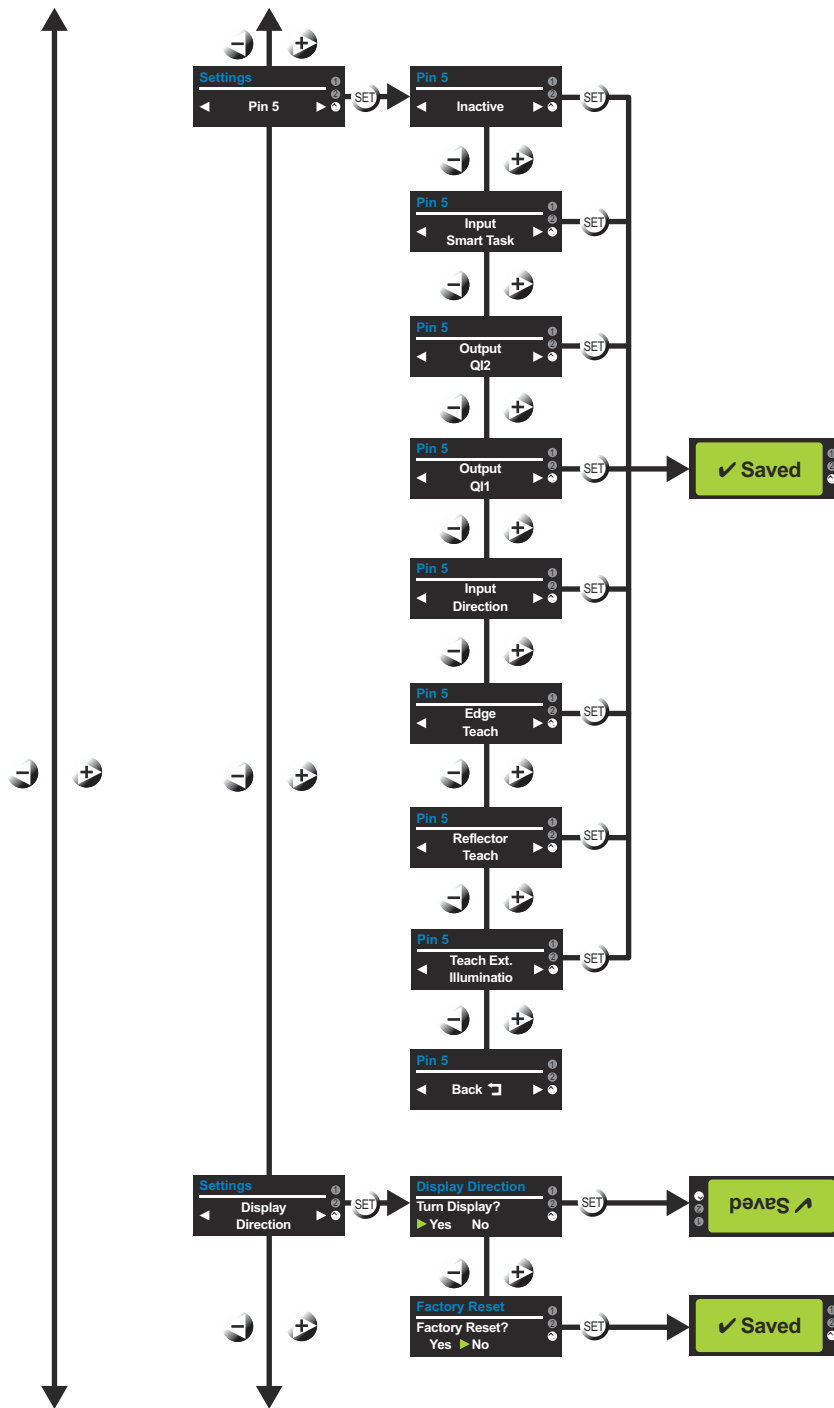 Settings
Pin 5
SET
Pin 5
Inactive
SET
Pin 5
Input
Smart Task
SET
Pin 5
Output
QI2
SET
Pin 5
Output
QI1
SET
✔ Saved
Pin 5
Input
Direction
SET
Pin 5
Edge
Teach
SET
Pin 5
Reflector
Teach
SET
Pin 5
Teach Ext.
Illuminatio
SET
Pin 5
Back
Settings
Display
Direction
SET
Display Direction
Turn Display?
Yes No
SET
✔ Saved
Factory Reset
Factory Reset?
Yes No
SET
✔ Saved